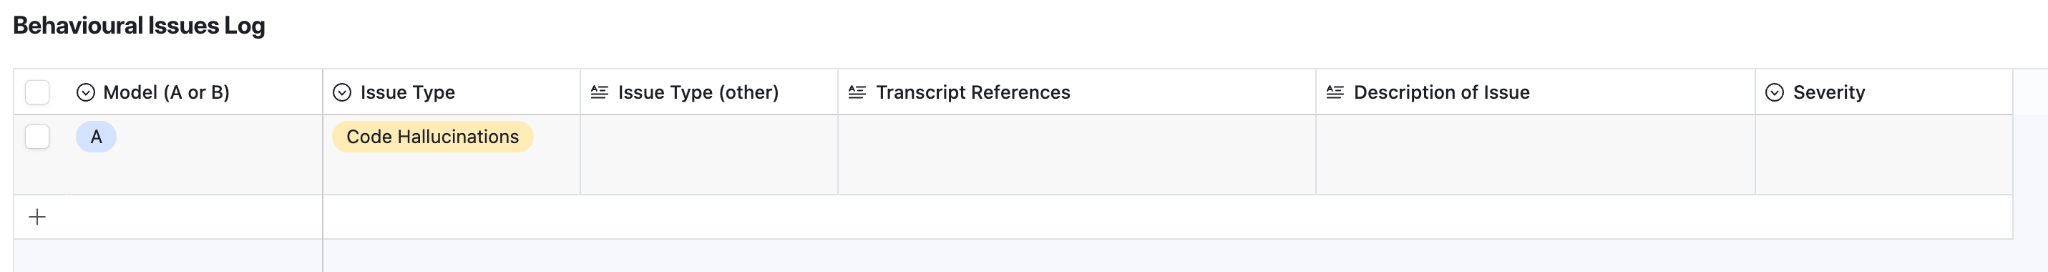 Behavioural Issues Log
Model (A or B) Issue Type Issue Type (other) Transcript References Description of Issue Severity
A Code Hallucinations